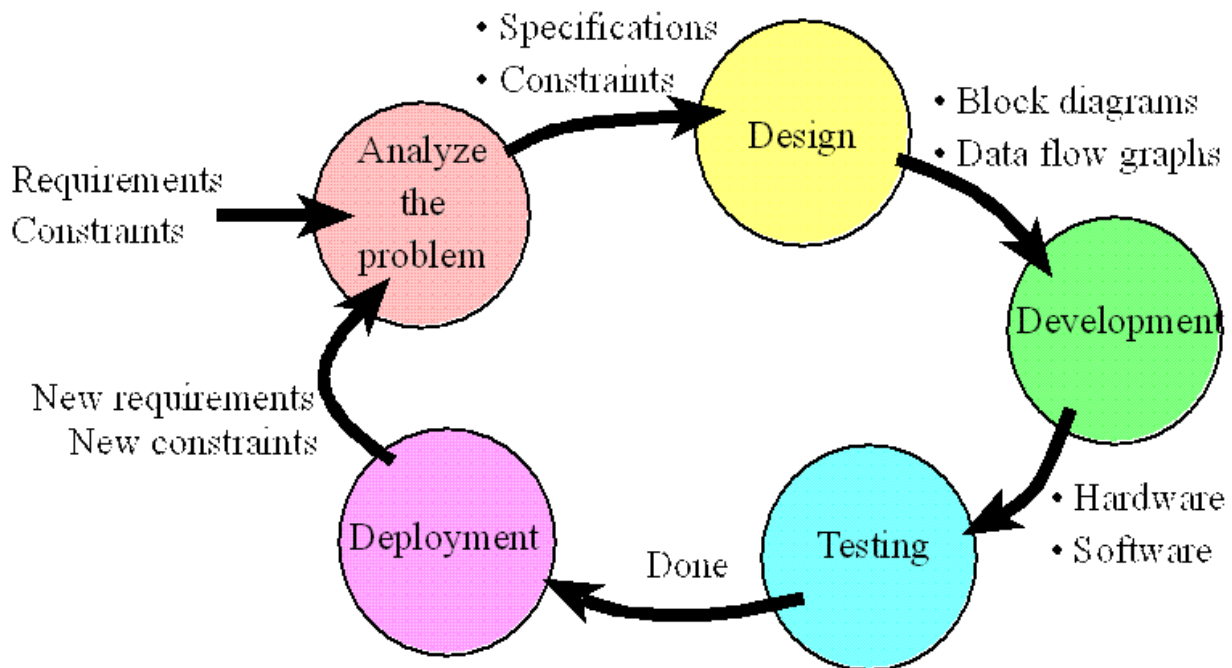 • Specifications
• Constraints
Design
• Block diagrams
• Data flow graphs
Analyze
the
problem
Requirements
Constraints
Development
New requirements
New constraints
Deployment
Done
Testing
• Hardware
• Software